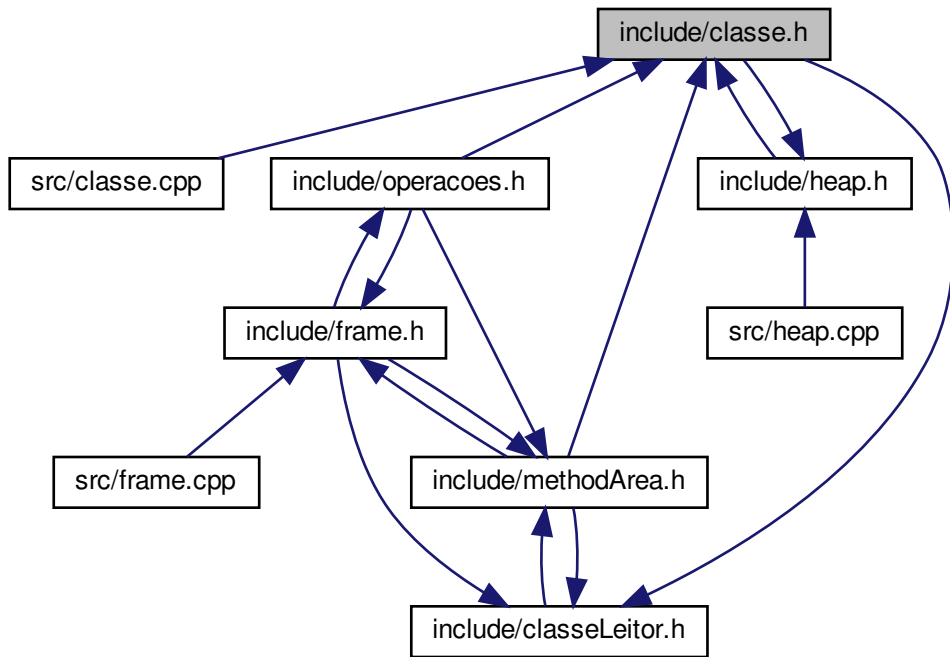 include/classe.h
src/classe.cpp
include/operacoes.h
include/heap.h
include/frame.h
src/heap.cpp
src/frame.cpp
include/methodArea.h
include/classeLeitor.h